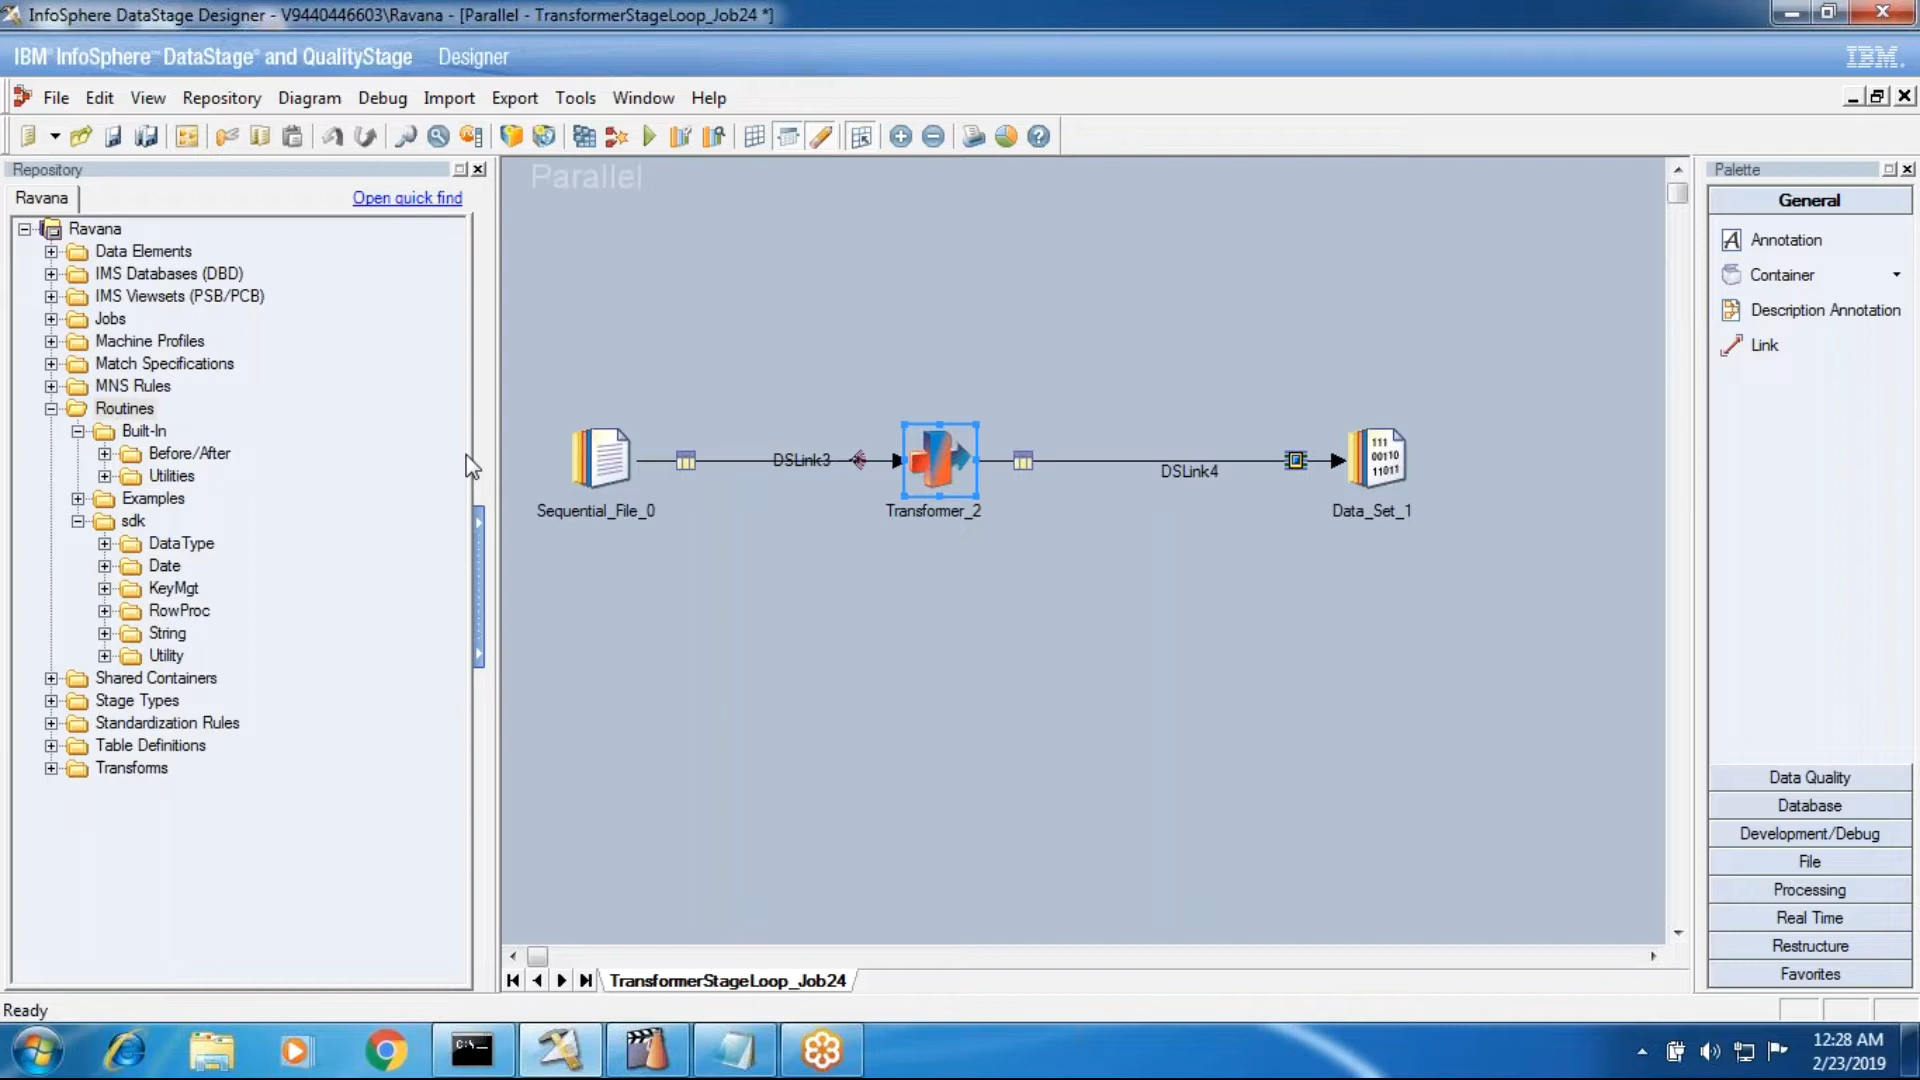 InfoSphere DataStage Designer - V9440446603\Ravana - [Parallel - TransformerStageLoop_Job24 *]
IBM® InfoSphere™ DataStage® and QualityStage Designer
IBM.
File Edit View Repository Diagram Debug Import Export Tools Window Help
Repository
Ravana
Open quick find
Ravana
Data Elements
IMS Databases (DBD)
IMS Viewsets (PSB/PCB)
Jobs
Machine Profiles
Match Specifications
MNS Rules
Routines
Built-In
Before/After
Utilities
Examples
sdk
DataType
Date
KeyMgt
RowProc
String
Utility
Shared Containers
Stage Types
Standardization Rules
Table Definitions
Transforms
Parallel
DSLink3
DSLink4
111
00110
11011
Sequential_File_0
Transformer_2
Data_Set_1
TransformerStageLoop_Job24
Palette
General
Annotation
Container
Description Annotation
Link
Data Quality
Database
Development/Debug
File
Processing
Real Time
Restructure
Favorites
Ready
C:\.
12:28 AM
2/23/2019